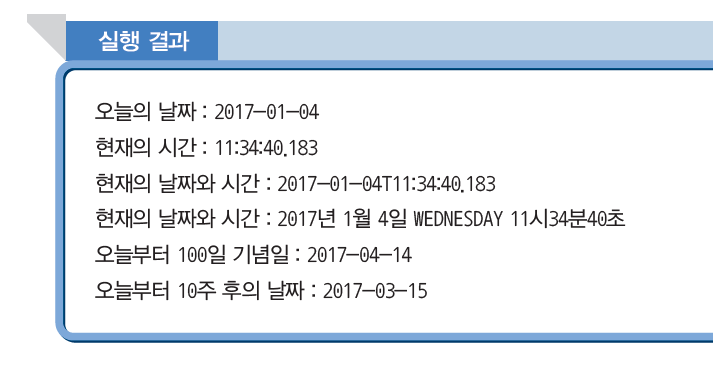 실행 결과
오늘의 날짜 : 2017-01-04
현재의 시간 : 11:34:40.183
현재의 날짜와 시간 : 2017-01-04T11:34:40.183
현재의 날짜와 시간 : 2017년 1월 4일 WEDNESDAY 11시34분40초
오늘부터 100일 기념일 : 2017-04-14
오늘부터 10주 후의 날짜 : 2017-03-15